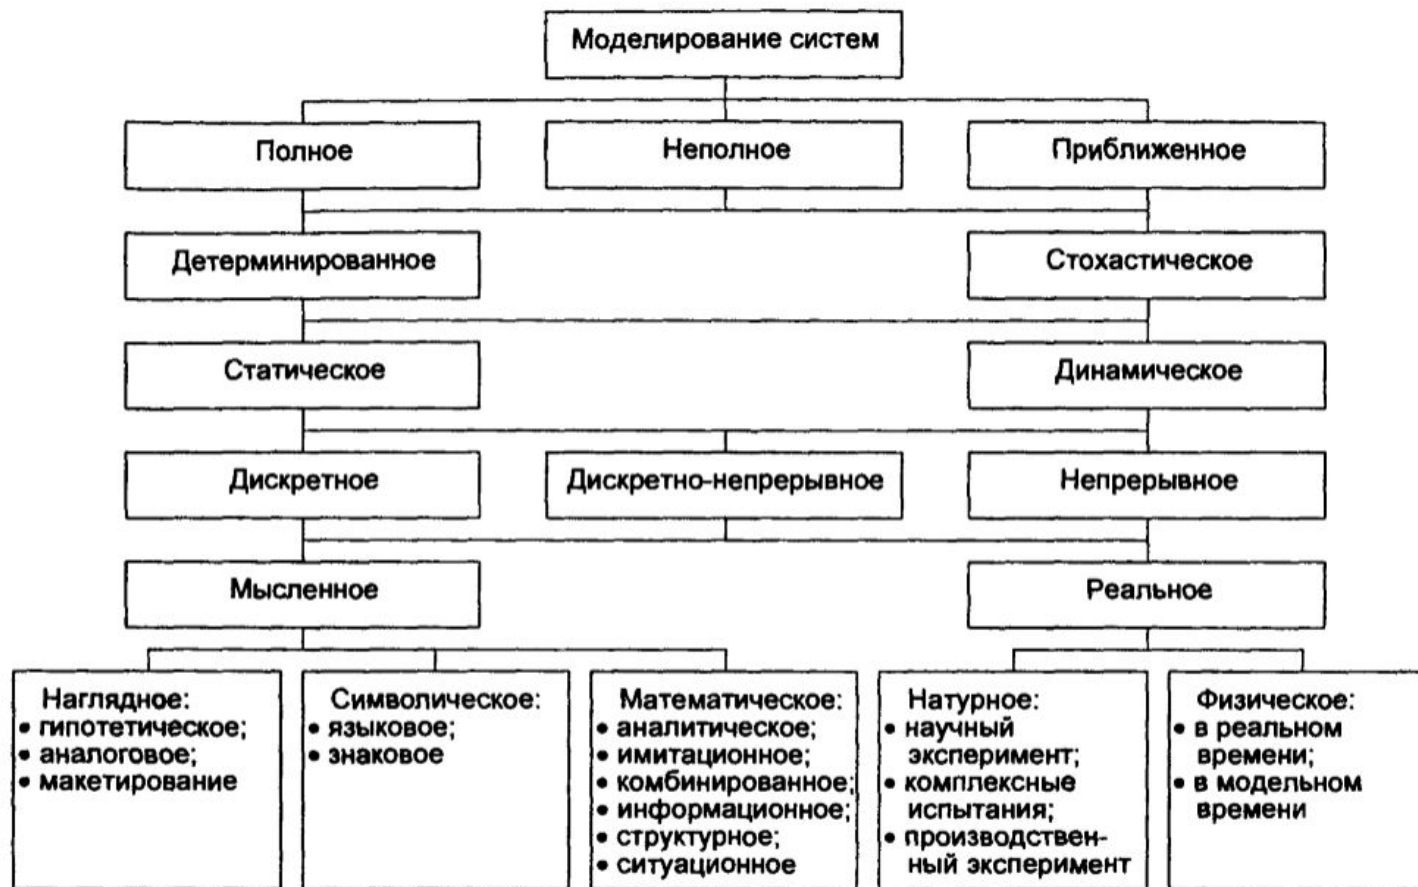 Моделирование систем
Полное
Неполное
Приближенное
Детерминированное
Стохастическое
Статическое
Динамическое
Дискретное
Дискретно-непрерывное
Непрерывное
Мысленное
Реальное
Наглядное:
• гипотетическое;
• аналоговое;
• макетирование
Символическое:
• языковое;
• знаковое
Математическое:
• аналитическое;
• имитационное;
• комбинированное;
• информационное;
• структурное;
• ситуационное
Натурное:
• научный
эксперимент;
• комплексные
испытания;
• производствен-
ный эксперимент
Физическое:
• в реальном
времени;
• в модельном
времени